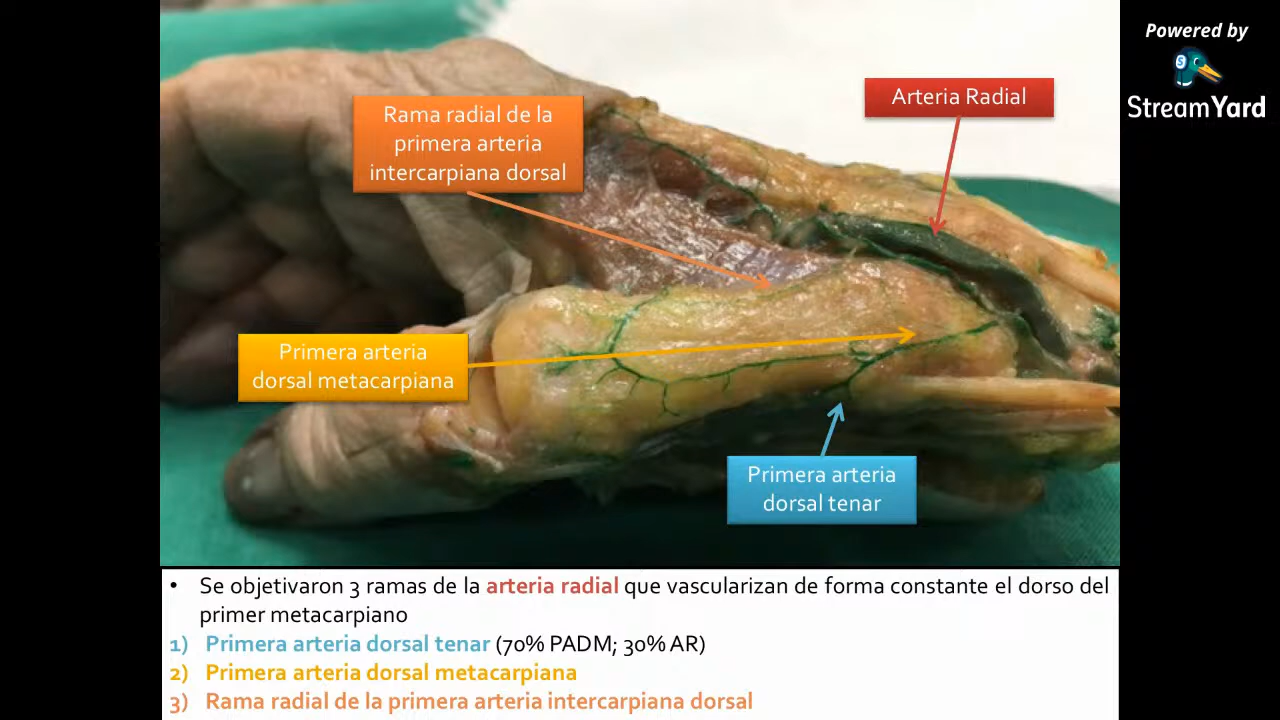 Powered by
StreamYard
Arteria Radial
Rama radial de la
primera arteria
intercarpiana dorsal
Primera arteria
dorsal metacarpiana
Primera arteria
dorsal tenar
• Se objetivaron 3 ramas de la arteria radial que vascularizan de forma constante el dorso del
primer metacarpiano
1) Primera arteria dorsal tenar (70% PADM; 30% AR)
2) Primera arteria dorsal metacarpiana
3) Rama radial de la primera arteria intercarpiana dorsal